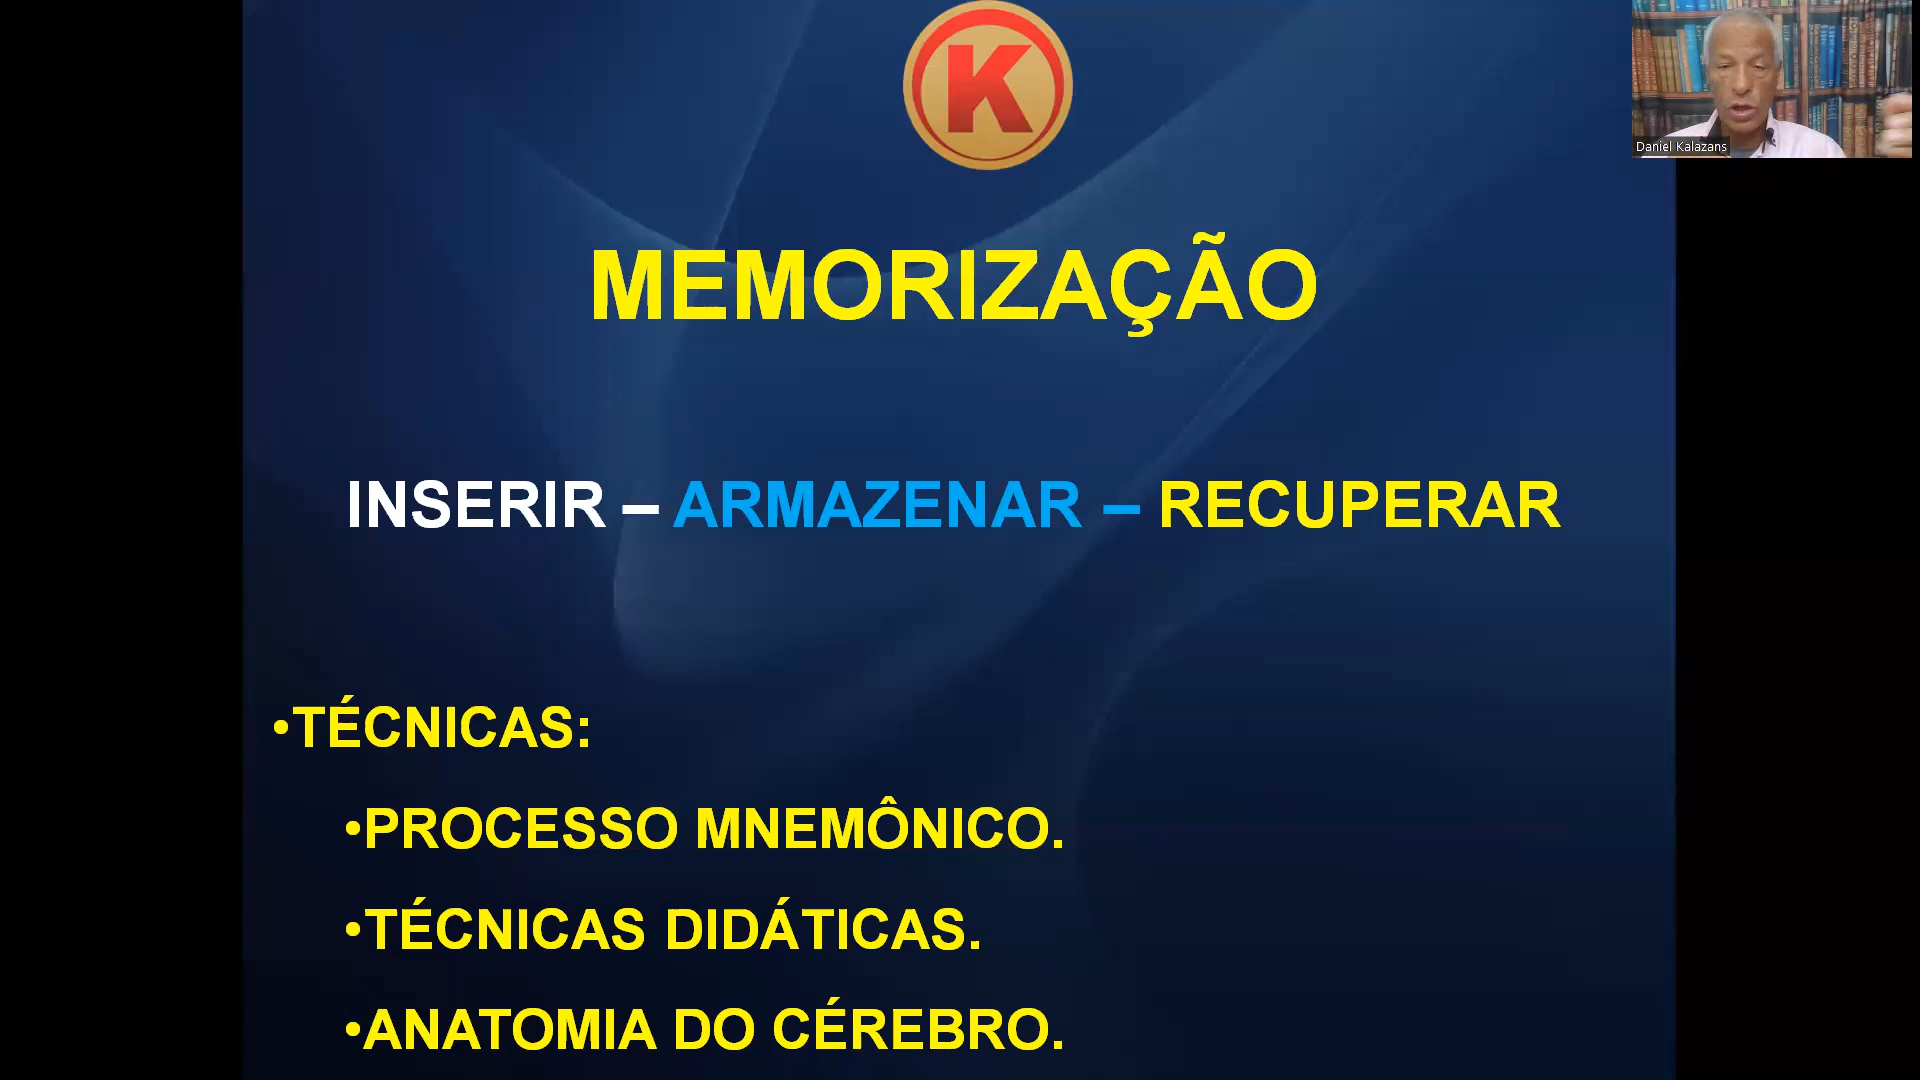 K
Daniel Kalazans
MEMORIZAÇÃO
INSERIR – ARMAZENAR – RECUPERAR
•TÉCNICAS:
•PROCESSO MNEMÔNICO.
•TÉCNICAS DIDÁTICAS.
•ANATOMIA DO CÉREBRO.